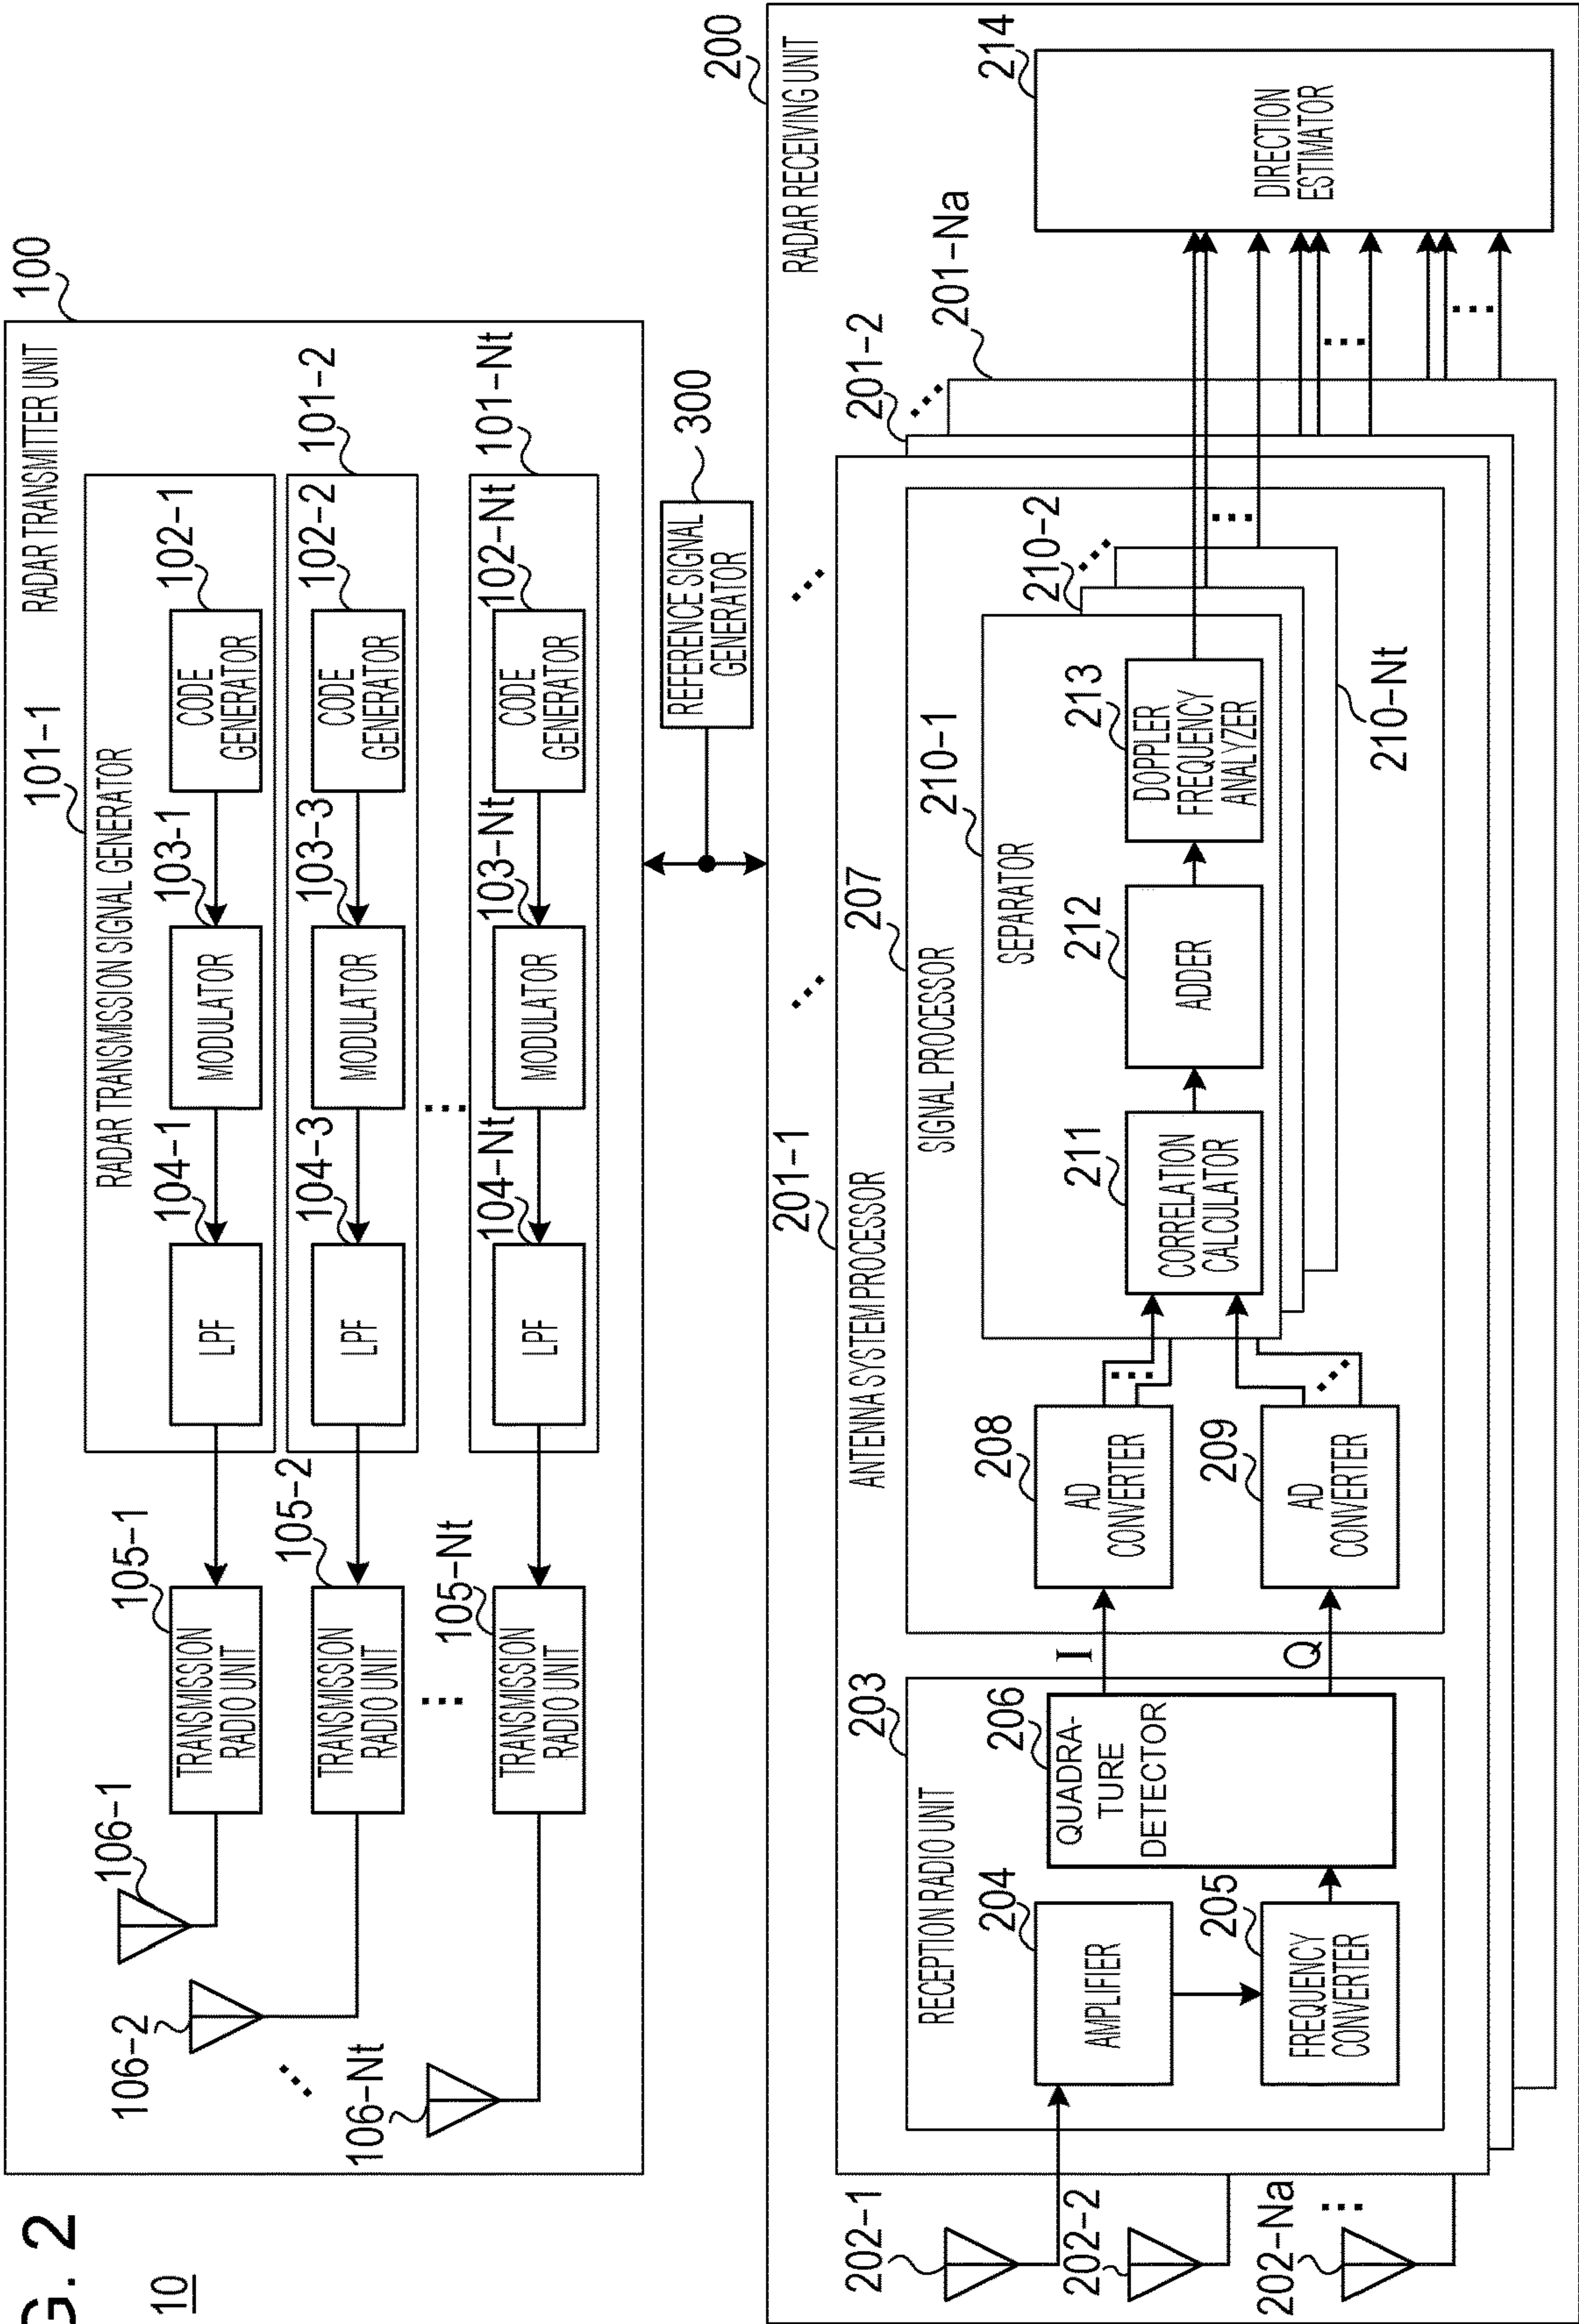 G. 2
10
100
RADAR TRANSMITTER UNIT
101-1
RADAR TRANSMISSION SIGNAL GENERATOR
106-1
105-1
TRANSMISSION
RADIO UNIT
104-1
LPF
103-1
MODULATOR
102-1
CODE
GENERATOR
101-2
106-2
105-2
TRANSMISSION
RADIO UNIT
104-3
LPF
103-3
MODULATOR
102-2
CODE
GENERATOR
101-Nt
106-Nt
105-Nt
TRANSMISSION
RADIO UNIT
104-Nt
LPF
103-Nt
MODULATOR
102-Nt
CODE
GENERATOR
300
REFERENCE SIGNAL
GENERATOR
200
RADAR RECEIVING UNIT
201-1
ANTENNA SYSTEM PROCESSOR
201-2
201-Na
202-1
202-2
202-Na
203
RECEPTION RADIO UNIT
204
AMPLIFIER
205
FREQUENCY
CONVERTER
206
QUADRA-
TURE
DETECTOR
I
Q
207
SIGNAL PROCESSOR
208
AD
CONVERTER
209
AD
CONVERTER
210-1
SEPARATOR
210-2
210-Nt
211
CORRELATION
CALCULATOR
212
ADDER
213
DOPPLER
FREQUENCY
ANALYZER
214
DIRECTION
ESTIMATOR